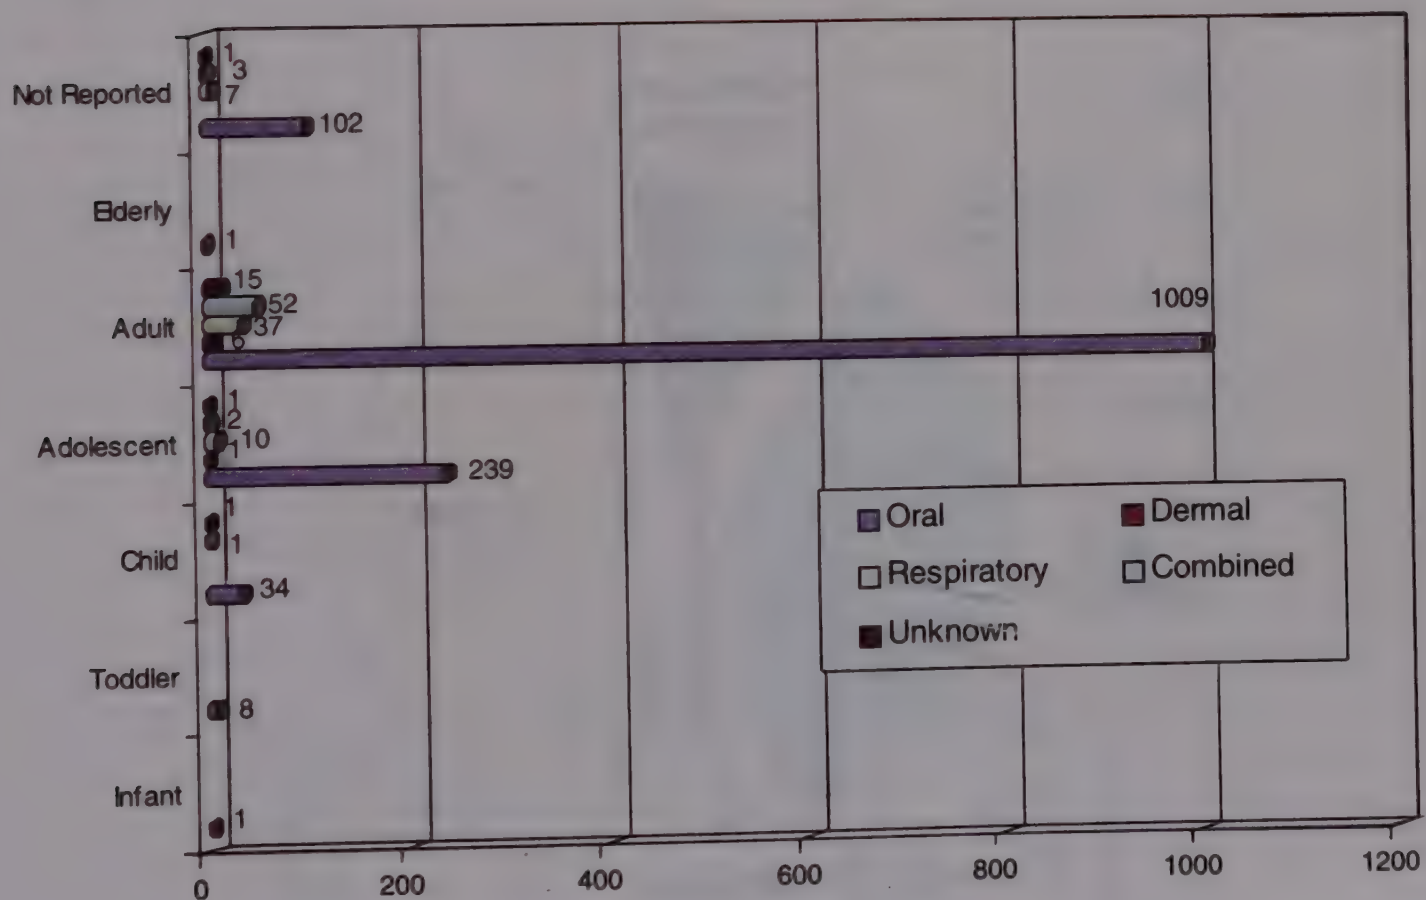 1
3
Not Reported
7
102
Elderly
1
15
52
1009
Adult
37
6
1
2
Adolescent
10
1
239
1
Oral
Dermal
1
Child
Respiratory
Combined
34
Unknown
Toddler
8
Infant
1
0
200
400
600
800
1000
1200